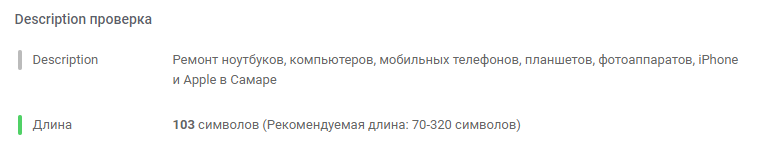 Description проверка
Description
Ремонт ноутбуков, компьютеров, мобильных телефонов, планшетов, фотоаппаратов, iPhone
и Apple в Самаре
Длина
103 символов (Рекомендуемая длина: 70-320 символов)